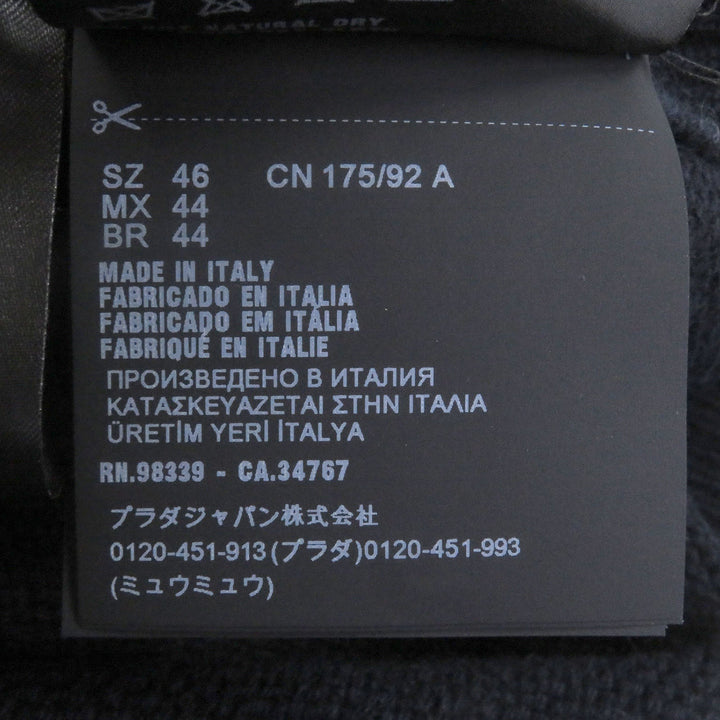 NATURAL DRY
SZ 46 CN 175/92 A
MX 44
BR 44
MADE IN ITALY
FABRICADO EN ITALIA
FABRICADO EM ITÁLIA
FABRIQUÉ EN ITALIE
ПРОИЗВЕДЕНО В ИТАЛИЯ
ΚΑΤΑΣΚΕΥΑΖΕΤΑΙ ΣΤΗΝ ΙΤΑΛΙΑ
ÜRETİM YERİ İTALYA
RN.98339 - CA.34767
プラダジャパン株式会社
0120-451-913(プラダ)0120-451-993
(ミュウミュウ)